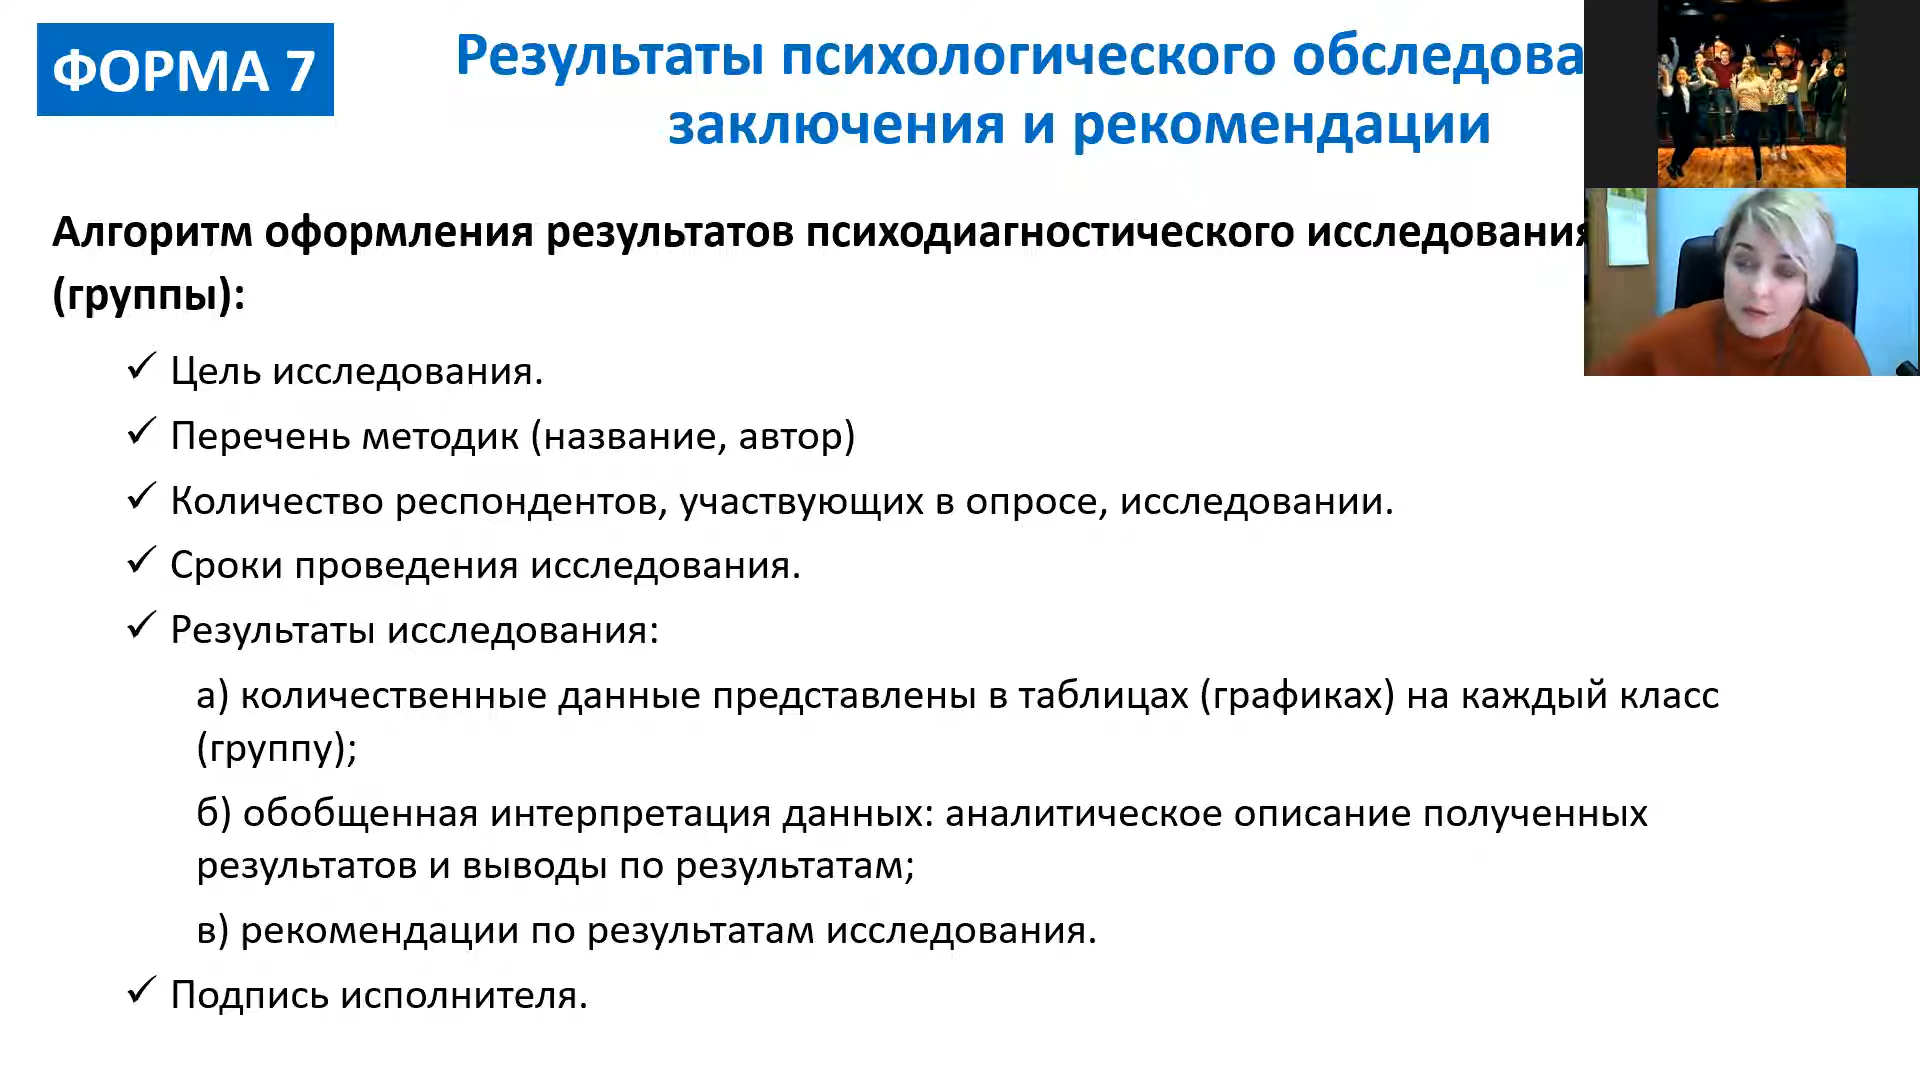 ФОРМА 7
Результаты психологического
заключения и рекомендации
Алгоритм оформления результатов психодиагностического исследования
(группы):
✓ Цель исследования.
✓ Перечень методик (название, автор)
✓ Количество респондентов, участвующих в опросе, исследовании.
✓ Сроки проведения исследования.
✓ Результаты исследования:
а) количественные данные представлены в таблицах (графиках) на каждый класс
(группу);
б) обобщенная интерпретация данных: аналитическое описание полученных
результатов и выводы по результатам;
в) рекомендации по результатам исследования.
✓ Подпись исполнителя.